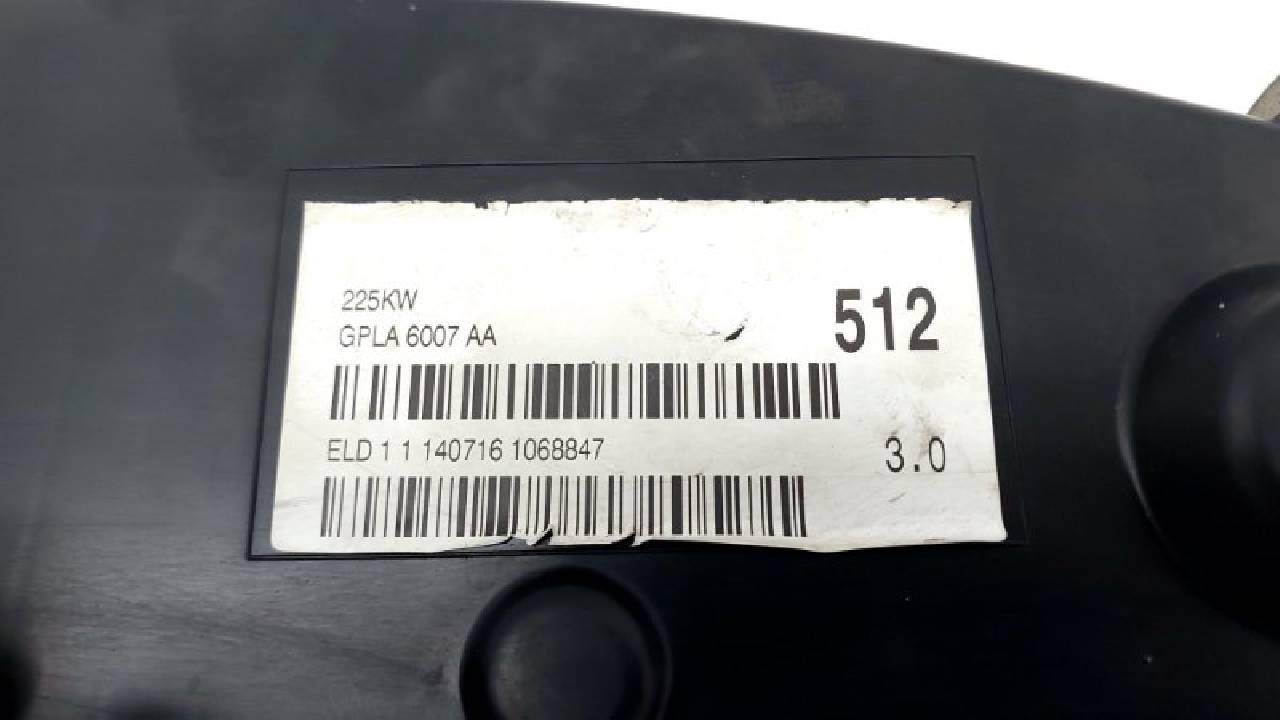 225KW
GPLA 6007 AA
512
ELD 1 1 140716 1068847
3.0